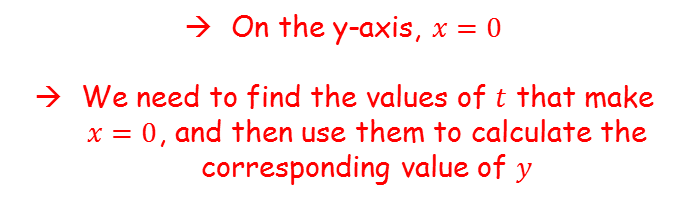 → On the y-axis, x = 0
→ We need to find the values of t that make
x = 0, and then use them to calculate the
corresponding value of y